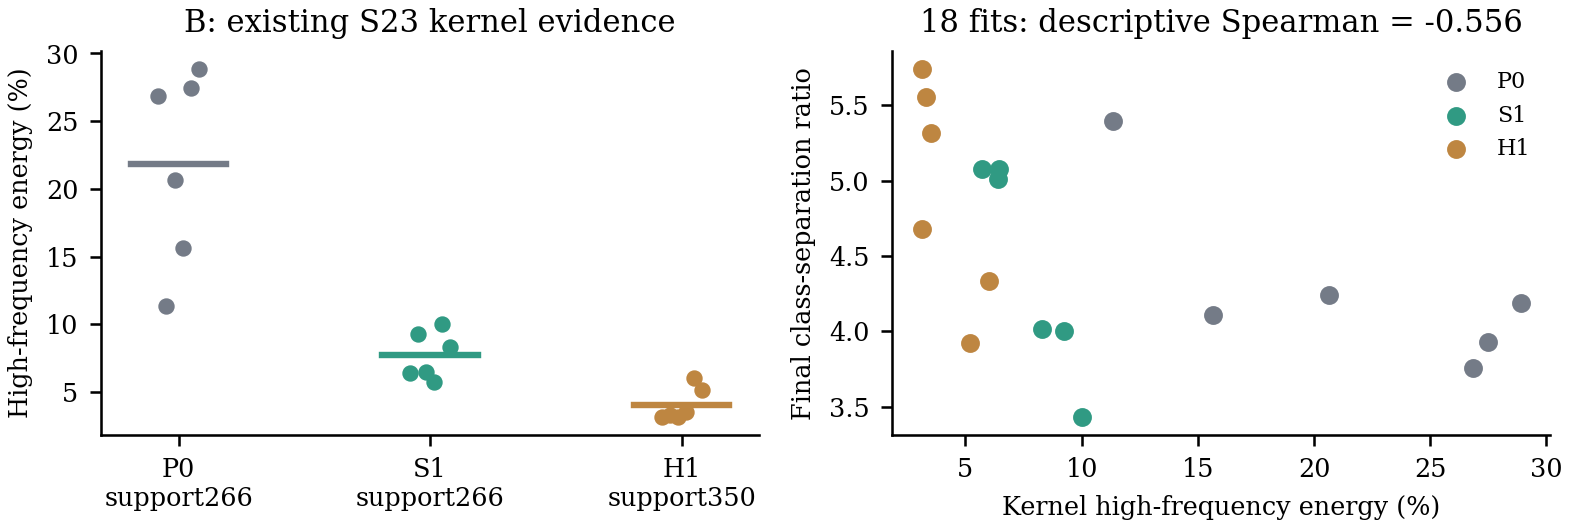 B: existing S23 kernel evidence
High-frequency energy (%)
30
25
20
15
10
5
P0
support266
S1
support266
H1
support350
18 fits: descriptive Spearman = -0.556
Final class-separation ratio
5.5
5.0
4.5
4.0
3.5
P0
S1
H1
5
10
15
20
25
30
Kernel high-frequency energy (%)